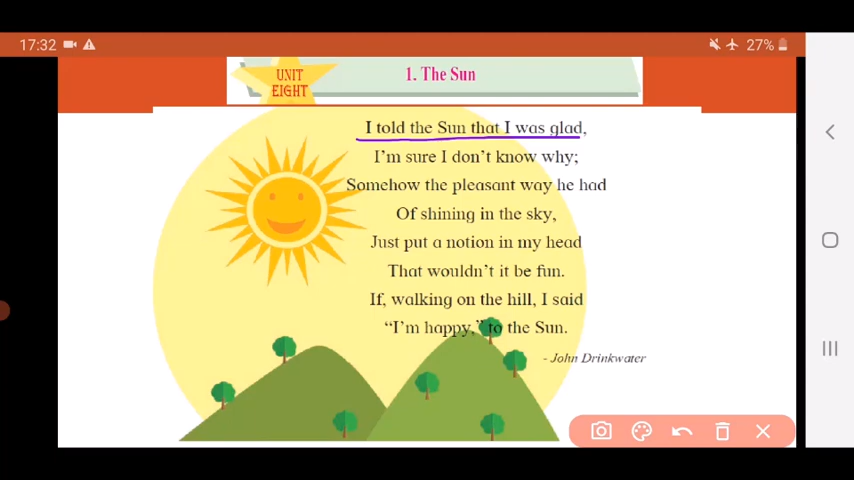 17:32
27%
UNIT
EIGHT
1. The Sun
I told the Sun that I was glad,
I'm sure I don't know why;
Somehow the pleasant way he had
Of shining in the sky,
Just put a notion in my head
That wouldn't it be fun.
If, walking on the hill, I said
“I'm happy,” to the Sun.
- John Drinkwater